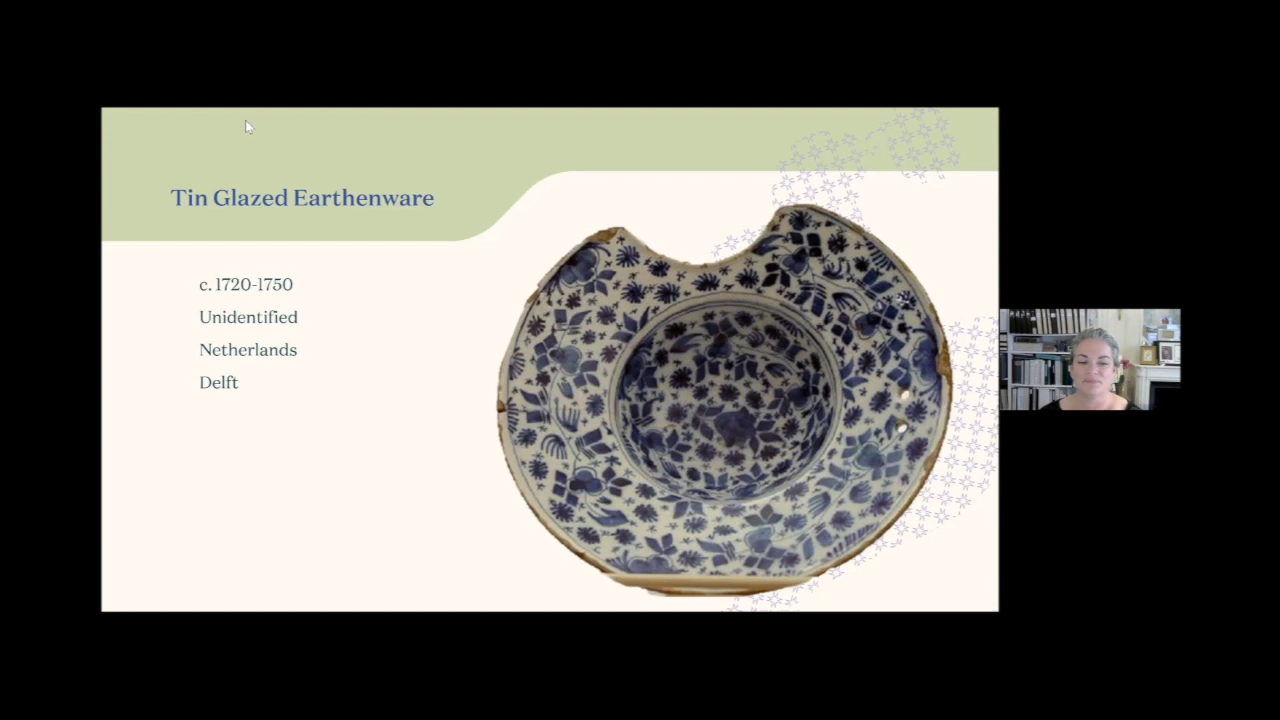 Tin Glazed Earthenware
c. 1720-1750
Unidentified
Netherlands
Delft